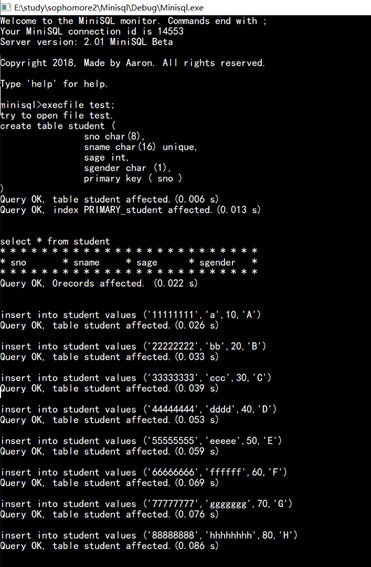 E:\study\sophomore2\Minisql\Debug\Minisql.exe
Welcome to the MiniSQL monitor. Commands end with ;
Your MiniSQL connection id is 14553
Server version: 2.01 MiniSQL Beta
Copyright 2018, Made by Aaron. All rights reserved.
Type 'help' for help.
minisql>execfile test;
try to open file test.
create table student (
sno char(8),
sname char(16) unique,
sage int,
sgender char (1),
primary key ( sno )
)
Query OK, table student affected.(0.006 s)
Query OK, index PRIMARY_student affected.(0.013 s)
select * from student
* * * * * * * * * * * * * * * * * * * * * * * * * * * * *
* sno * sname * sage * sgender *
* * * * * * * * * * * * * * * * * * * * * * * * * * * * *
Query OK, 0records affected. (0.022 s)
insert into student values ('11111111','a',10,'A')
Query OK, table student affected.(0.026 s)
insert into student values ('22222222','bb',20,'B')
Query OK, table student affected.(0.033 s)
insert into student values ('33333333','ccc',30,'C')
Query OK, table student affected.(0.039 s)
insert into student values ('44444444','dddd',40,'D')
Query OK, table student affected.(0.053 s)
insert into student values ('55555555','eeeee',50,'E')
Query OK, table student affected.(0.059 s)
insert into student values ('66666666','ffffff',60,'F')
Query OK, table student affected.(0.069 s)
insert into student values ('77777777','ggggggg',70,'G')
Query OK, table student affected.(0.076 s)
insert into student values ('88888888','hhhhhhhh',80,'H')
Query OK, table student affected.(0.086 s)